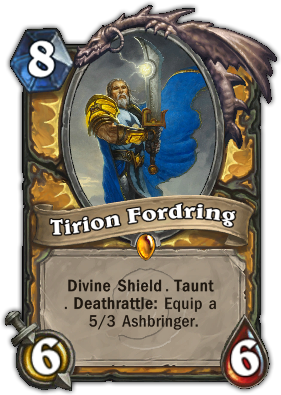 8
Tirion Fordring
Divine Shield . Taunt
. Deathrattle: Equip a
5/3 Ashbringer.
6 6